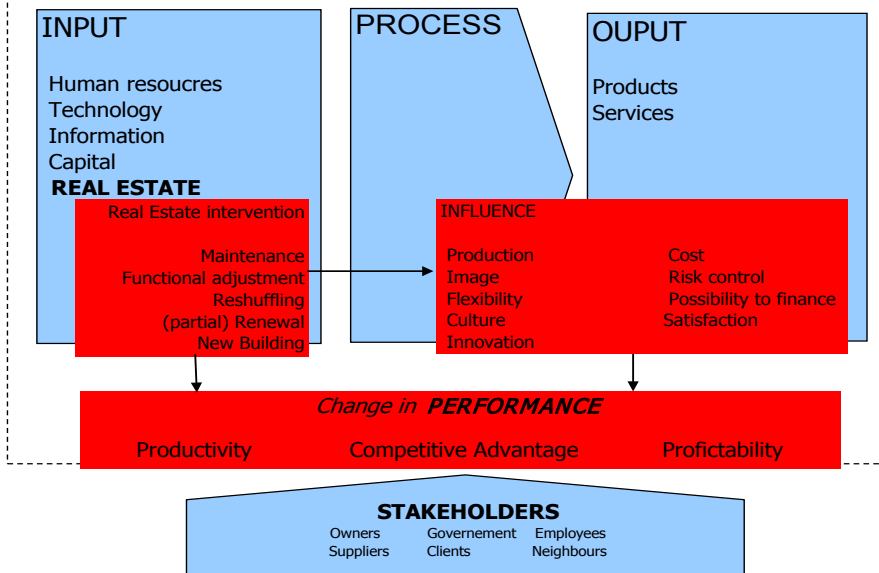 INPUT
Human resoucres
Technology
Information
Capital
REAL ESTATE
Real Estate intervention
Maintenance
Functional adjustment
Reshuffling
(partial) Renewal
New Building
PROCESS
OUPUT
Products
Services
INFLUENCE
Production
Image
Flexibility
Culture
Innovation
Cost
Risk control
Possibility to finance
Satisfaction
Change in PERFORMANCE
Productivity Competitive Advantage Profictability
STAKEHOLDERS
Owners Governement Employees
Suppliers Clients Neighbours